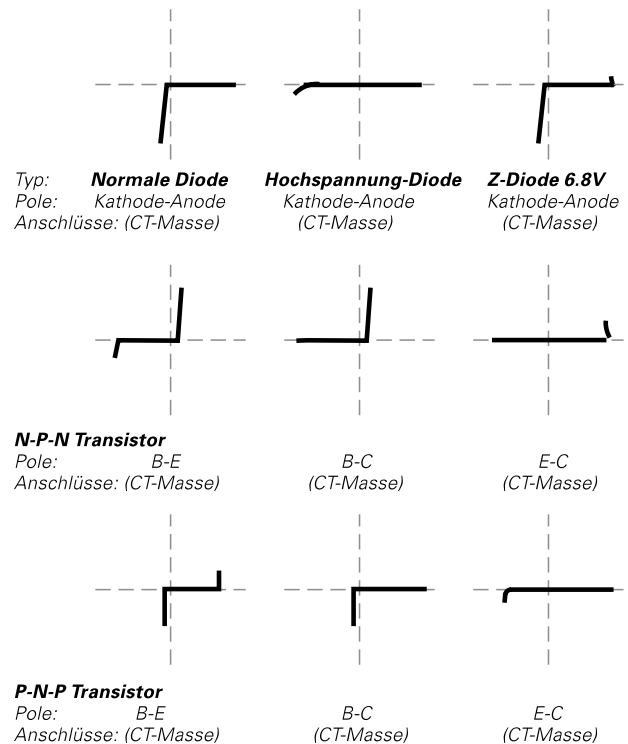 Typ: Normale Diode Hochspannung-Diode Z-Diode 6.8V
Pole: Kathode-Anode Kathode-Anode Kathode-Anode
Anschlüsse: (CT-Masse) (CT-Masse) (CT-Masse)
N-P-N Transistor
Pole: B-E B-C E-C
Anschlüsse: (CT-Masse) (CT-Masse) (CT-Masse)
P-N-P Transistor
Pole: B-E B-C E-C
Anschlüsse: (CT-Masse) (CT-Masse) (CT-Masse)